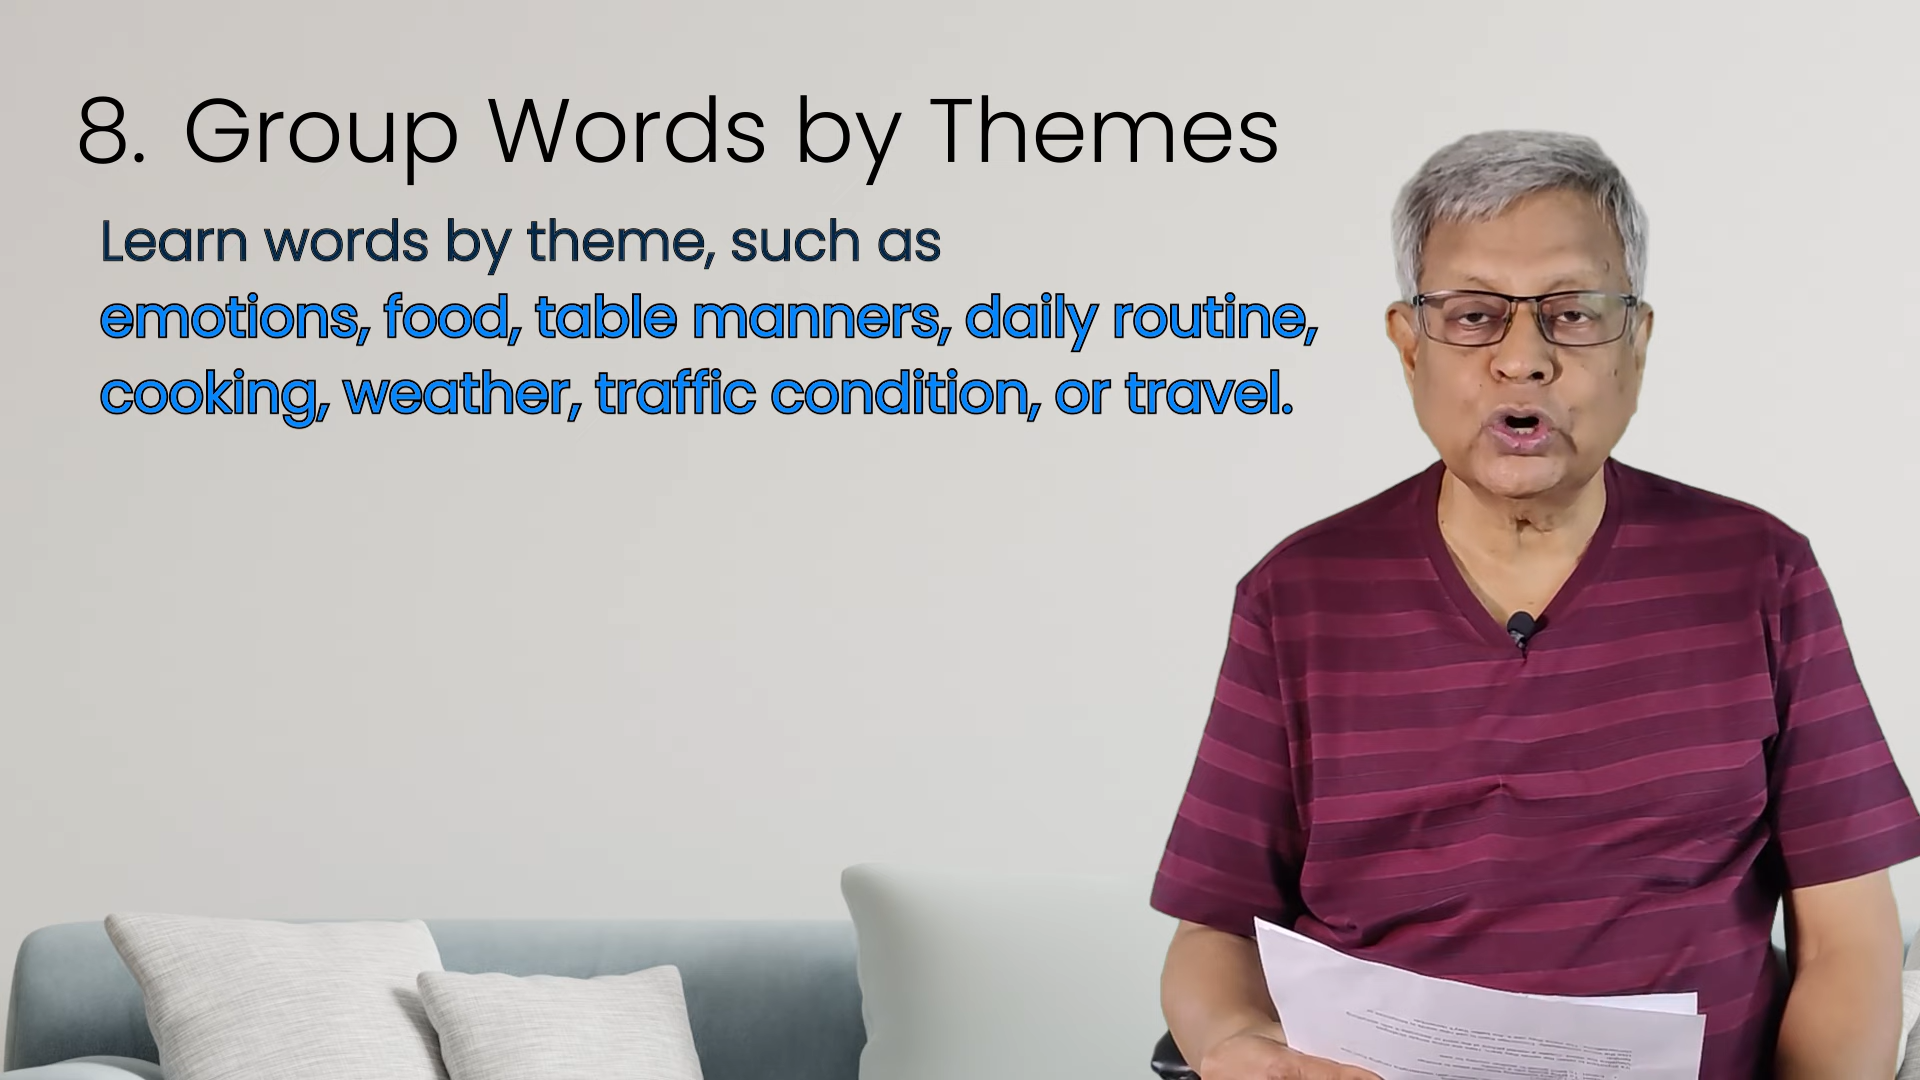 8. Group Words by Themes
Learn words by theme, such as
emotions, food, table manners, daily routine,
cooking, weather, traffic condition, or travel.